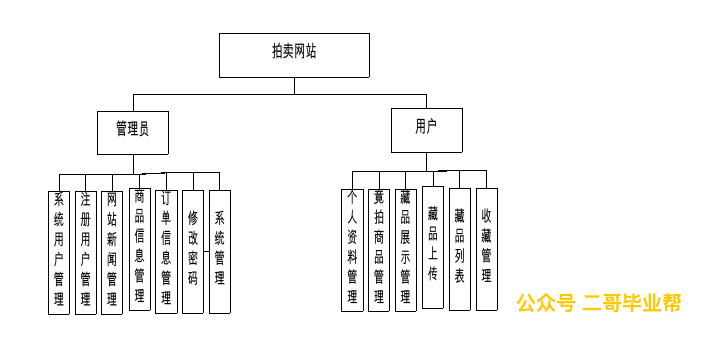 拍卖网站
管理员
用户
系统用户管理
注册用户管理
网站新闻管理
商品信息管理
订单信息管理
修改密码
系统管理
个人资料管理
竟拍商品管理
藏品展示管理
藏品上传
藏品列表
收藏管理
公众号 二哥毕业帮